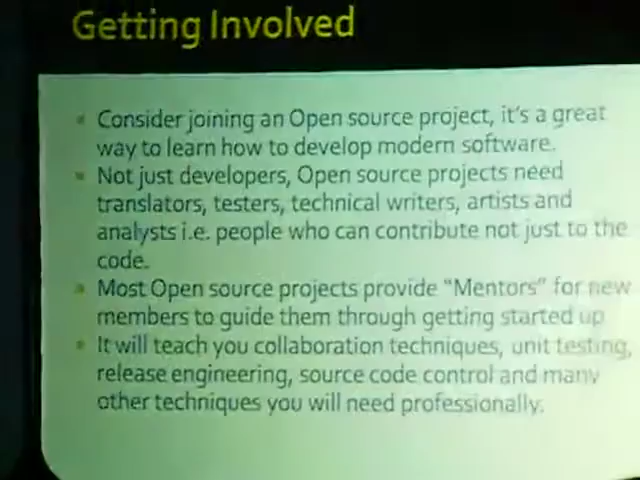 Getting Involved
Consider joining an Open source project, it's a great
way to learn how to develop modern software.
Not just developers, Open source projects need
translators, testers, technical writers, artists and
analysts i.e. people who can contribute not just to the
code.
Most Open source projects provide “Mentors” for new
members to guide them through getting started up
It will teach you collaboration techniques, unit testing,
release engineering, source code control and many
other techniques you will need professionally.